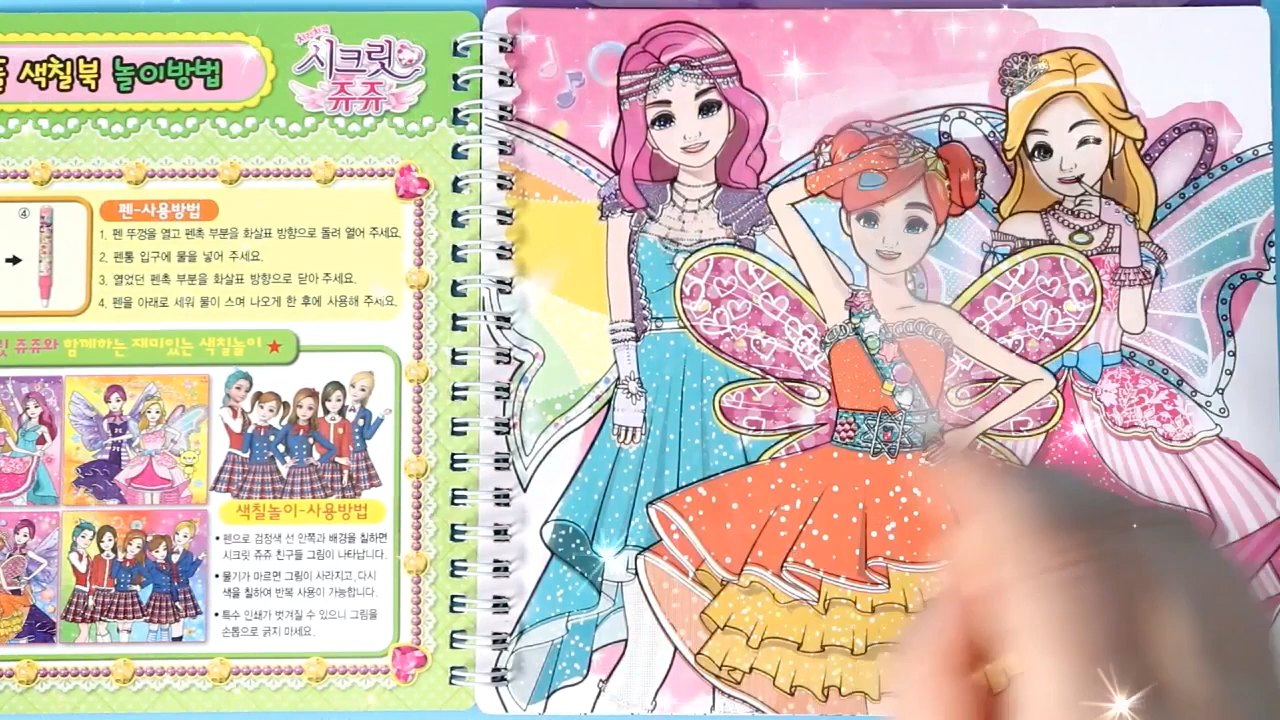 색칠북 놀이방법
치링치링
시크릿
쥬쥬
④
펜-사용방법
1. 펜 뚜껑을 열고 펜촉 부분을 화살표 방향으로 돌려 열어 주세요.
2. 펜통 입구에 물을 넣어 주세요.
3. 열었던 펜촉 부분을 화살표 방향으로 닫아 주세요.
4. 펜을 아래로 세워 물이 스며 나오게 한 후에 사용해 주세요.
쥬쥬와 함께하는 재미있는 색칠놀이
색칠놀이-사용방법
• 펜으로 검정색 선 안쪽과 배경을 칠하면
시크릿 쥬쥬 친구들 그림이 나타납니다.
• 물기가 마르면 그림이 사라지고, 다시
색을 칠하여 반복 사용이 가능합니다.
• 특수 인쇄가 벗겨질 수 있으니 그림을
손톱으로 긁지 마세요.